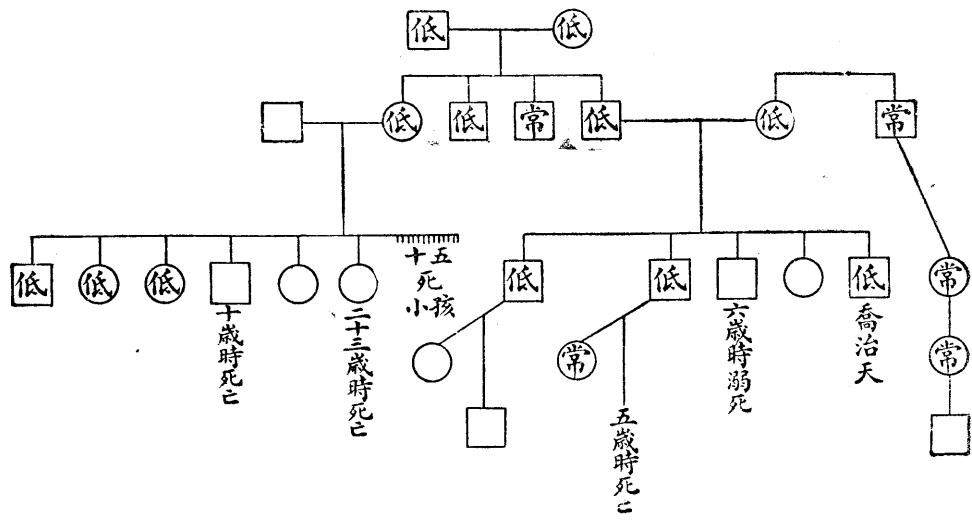 低 低
低 低 常 低 低 常
低 低 低
十五
死
小孩
低 低 低 常
十歲時死亡
二十三歲時死亡
常
六歲時溺死
喬治天
常
五歲時死亡